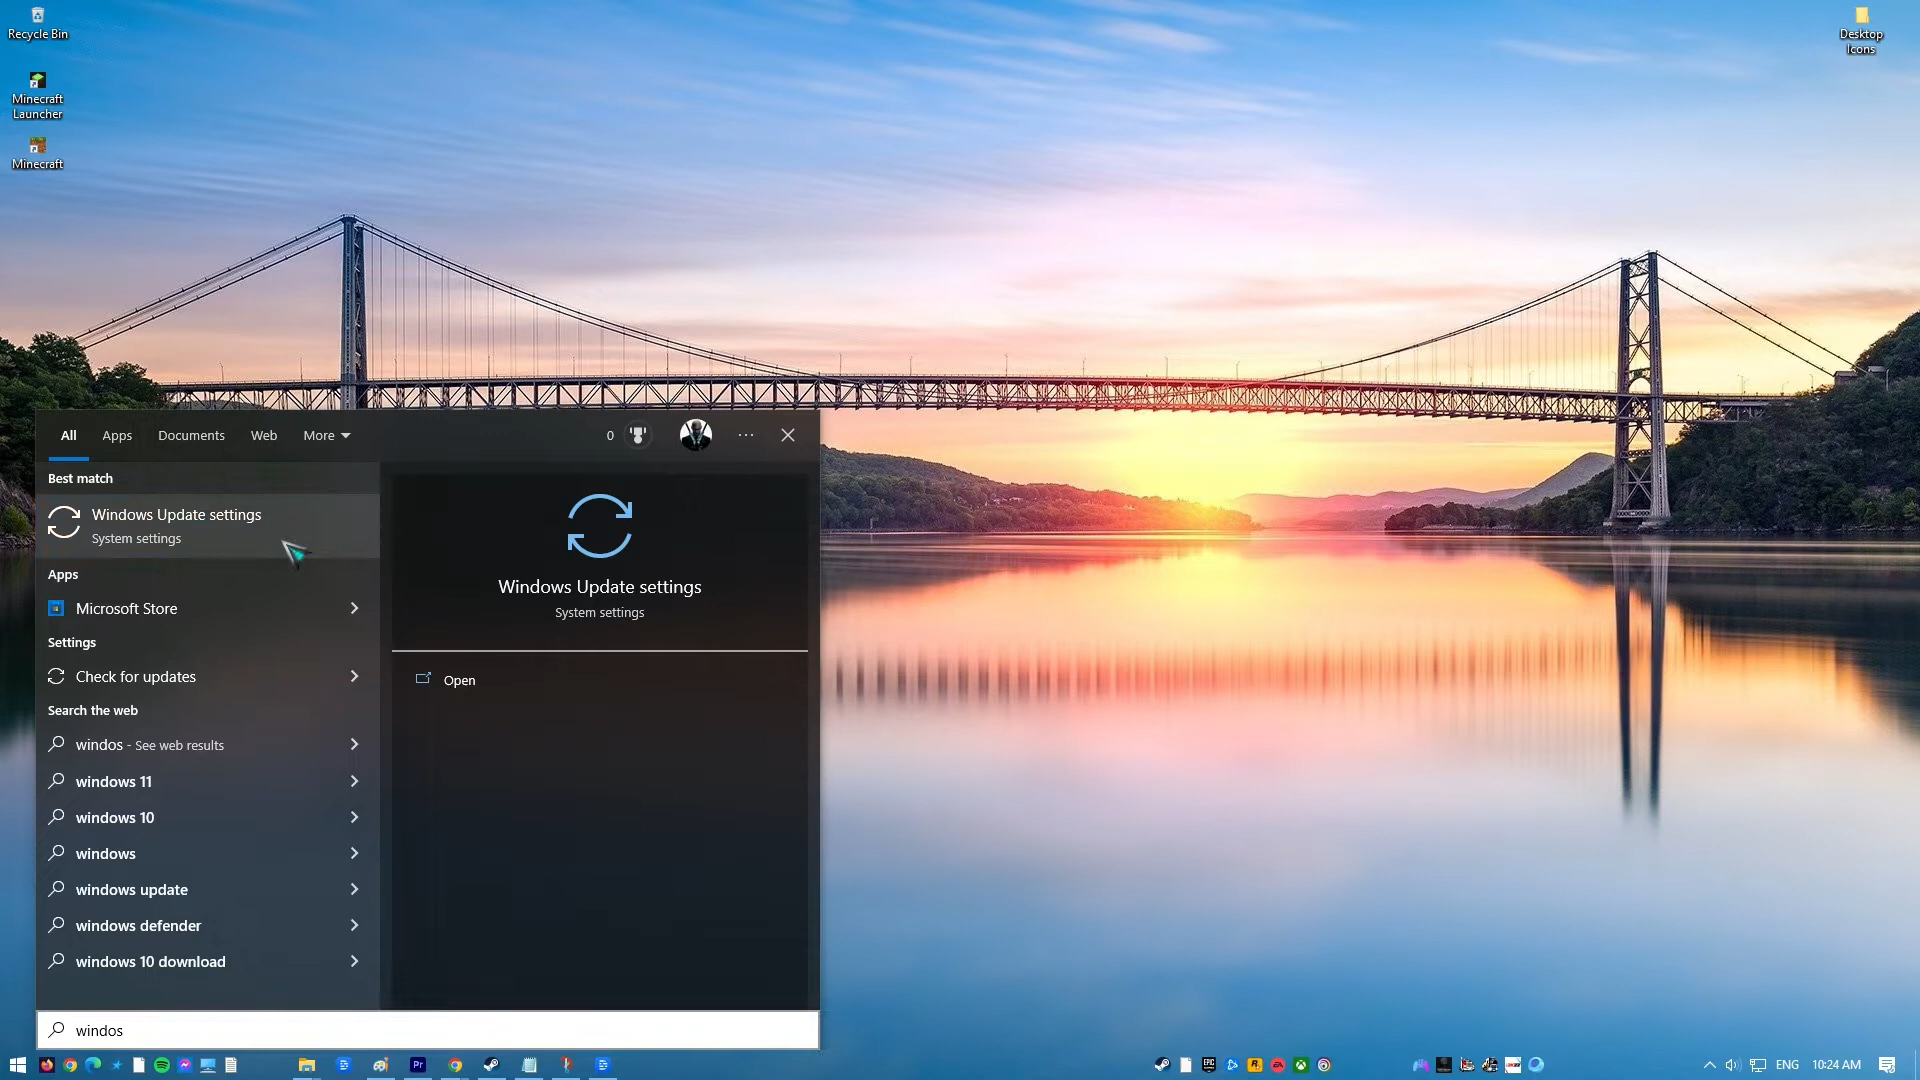 Recycle Bin
Minecraft
Launcher
Minecraft
Desktop
Icons
All Apps Documents Web More 0
Best match
Windows Update settings
System settings
Apps
Microsoft Store
Settings
Check for updates
Search the web
windos - See web results
windows 11
windows 10
windows
windows update
windows defender
windows 10 download
Windows Update settings
System settings
Open
windos
Pr
EPIC
EA
ENG 10:24 AM